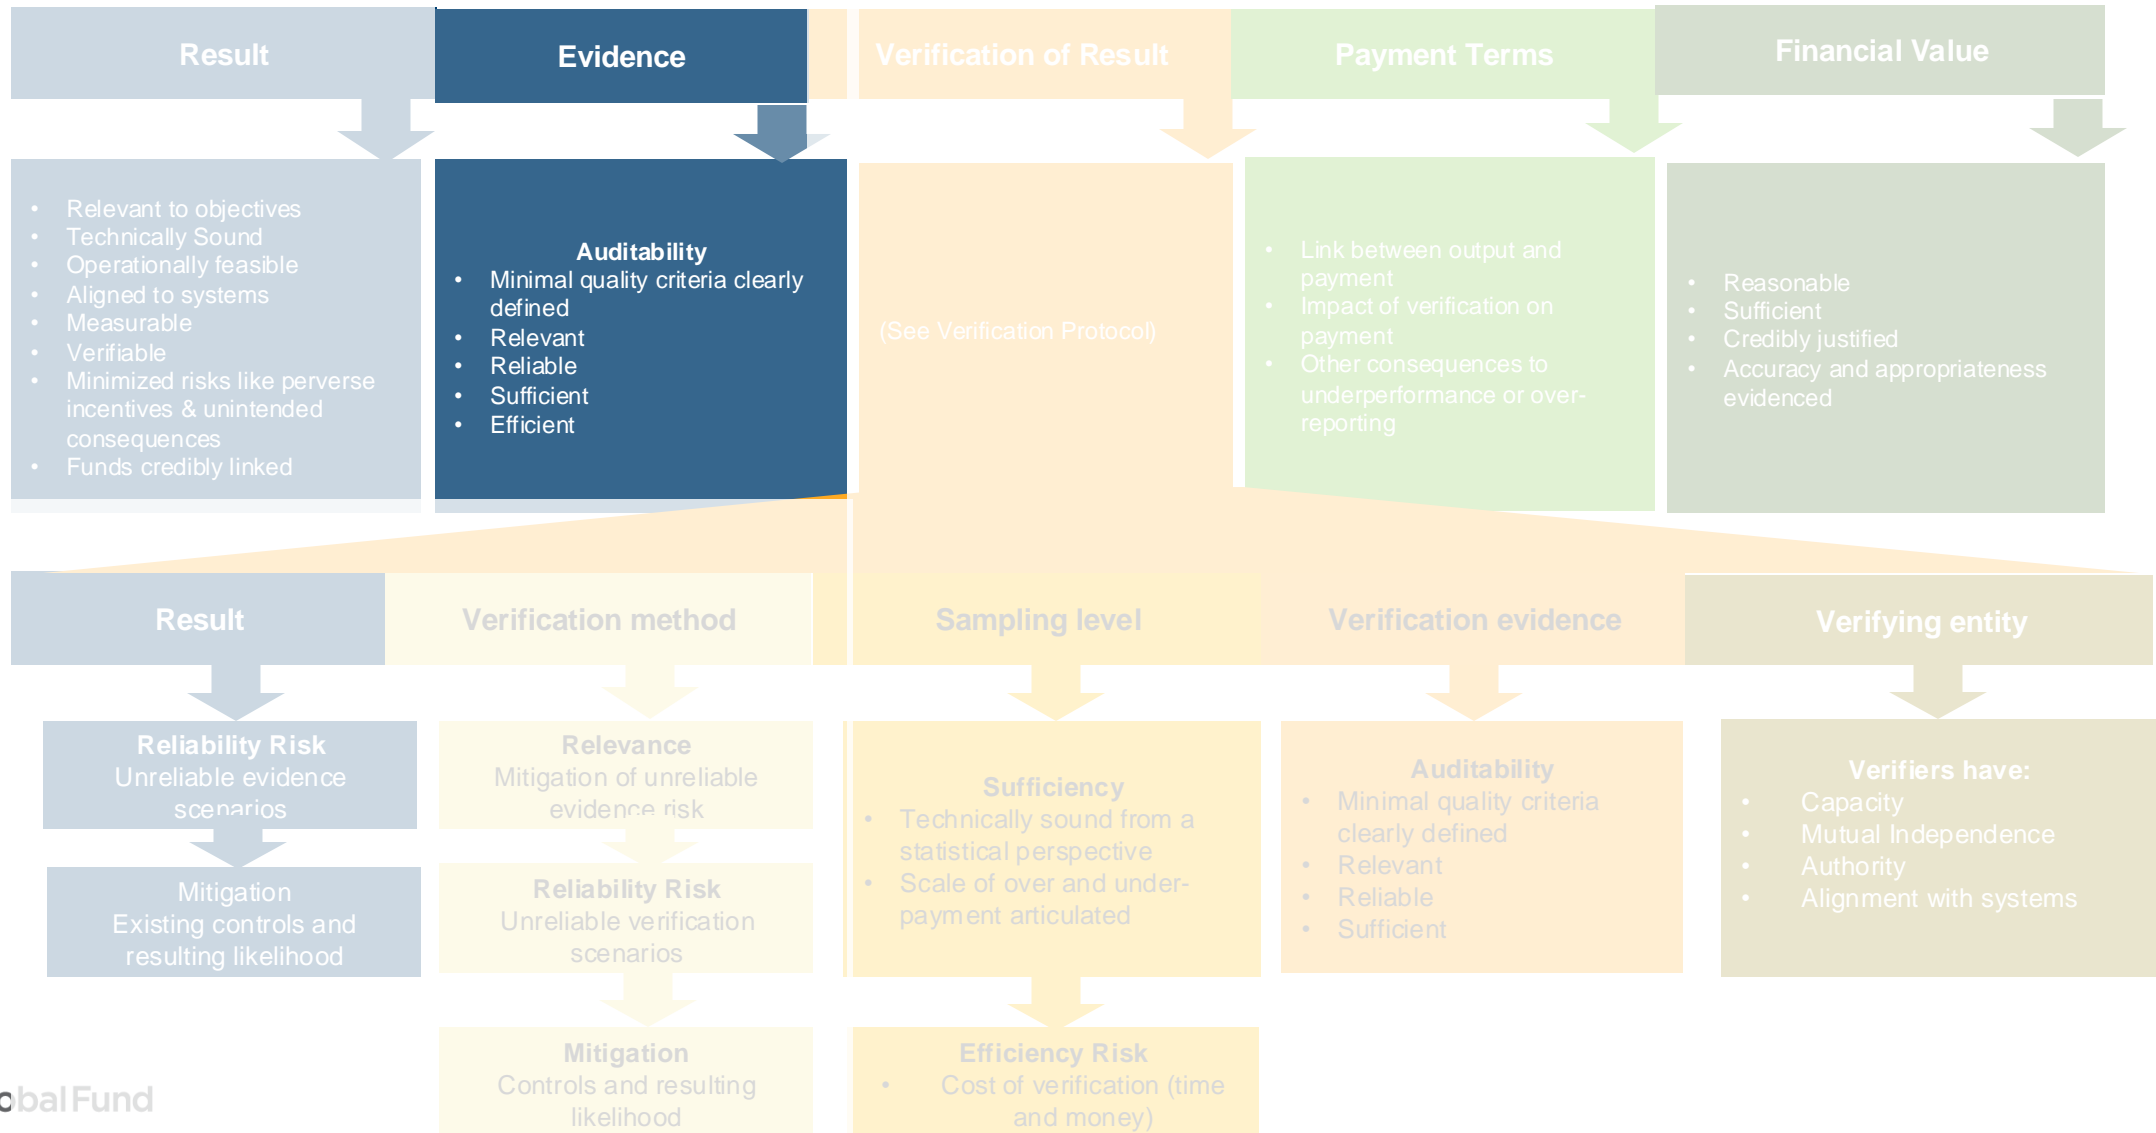 Result
Evidence
Verification of Result
Payment Terms
Financial Value
• Relevant to objectives
• Technically Sound
• Operationally feasible
• Aligned to systems
• Measurable
• Verifiable
• Minimized risks like perverse
incentives & unintended
consequences
• Funds credibly linked
Auditability
• Minimal quality criteria clearly
defined
• Relevant
• Reliable
• Sufficient
• Efficient
(See Verification Protocol)
• Link between output and
payment
• Impact of verification on
payment
• Other consequences to
underperformance or over-
reporting
• Reasonable
• Sufficient
• Credibly justified
• Accuracy and appropriateness
evidenced
Result
Verification method
Sampling level
Verification evidence
Verifying entity
Reliability Risk
Unreliable evidence
scenarios
Mitigation
Existing controls and
resulting likelihood
Relevance
Mitigation of unreliable
evidence risk
Reliability Risk
Unreliable verification
scenarios
Mitigation
Controls and resulting
likelihood
Sufficiency
• Technically sound from a
statistical perspective
• Scale of over and under-
payment articulated
Efficiency Risk
• Cost of verification (time
and money)
Auditability
• Minimal quality criteria
clearly defined
• Relevant
• Reliable
• Sufficient
Verifiers have:
• Capacity
• Mutual Independence
• Authority
• Alignment with systems
obal Fund